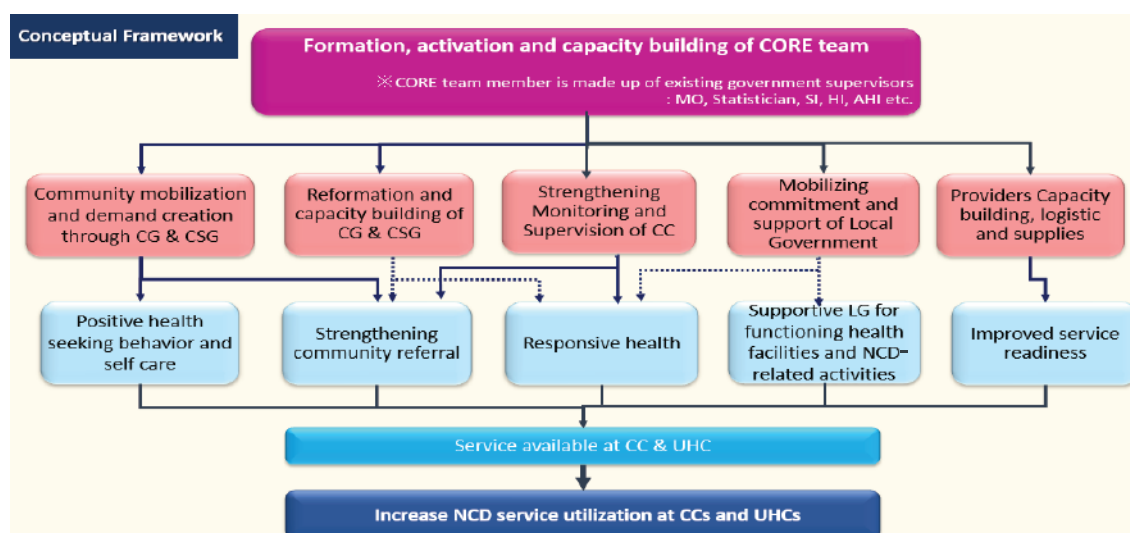 Conceptual Framework
Formation, activation and capacity building of CORE team
※CORE team member is made up of existing government supervisors
: MO, Statistician, SI, HI, AHI etc.
Community mobilization
and demand creation
through CG & CSG
Reformation and
capacity building of
CG & CSG
Strengthening
Monitoring and
Supervision of CC
Mobilizing
commitment and
support of Local
Government
Providers Capacity
building, logistic
and supplies
Positive health
seeking behavior and
self care
Strengthening
community referral
Responsive health
Supportive LG for
functioning health
facilities and NCD-
related activities
Improved service
readiness
Service available at CC & UHC
Increase NCD service utilization at CCs and UHCs